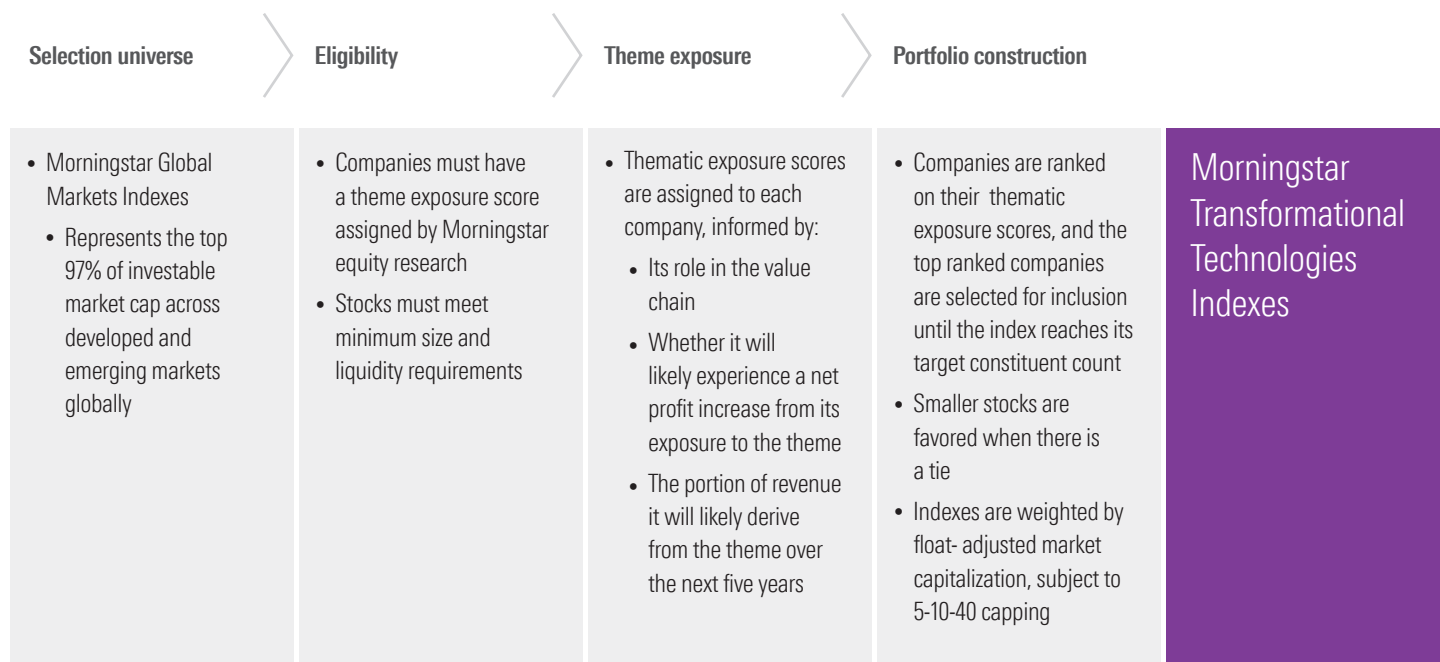 Selection universe
Eligibility
Theme exposure
Portfolio construction
• Morningstar Global
Markets Indexes
• Represents the top
97% of investable
market cap across
developed and
emerging markets
globally
• Companies must have
a theme exposure score
assigned by Morningstar
equity research
• Stocks must meet
minimum size and
liquidity requirements
• Thematic exposure scores
are assigned to each
company, informed by:
• Its role in the value
chain
• Whether it will
likely experience a net
profit increase from its
exposure to the theme
• The portion of revenue
it will likely derive
from the theme over
the next five years
• Companies are ranked
on their thematic
exposure scores, and the
top ranked companies
are selected for inclusion
until the index reaches its
target constituent count
• Smaller stocks are
favored when there is
a tie
• Indexes are weighted by
float- adjusted market
capitalization, subject to
5-10-40 capping
Morningstar
Transformational
Technologies
Indexes